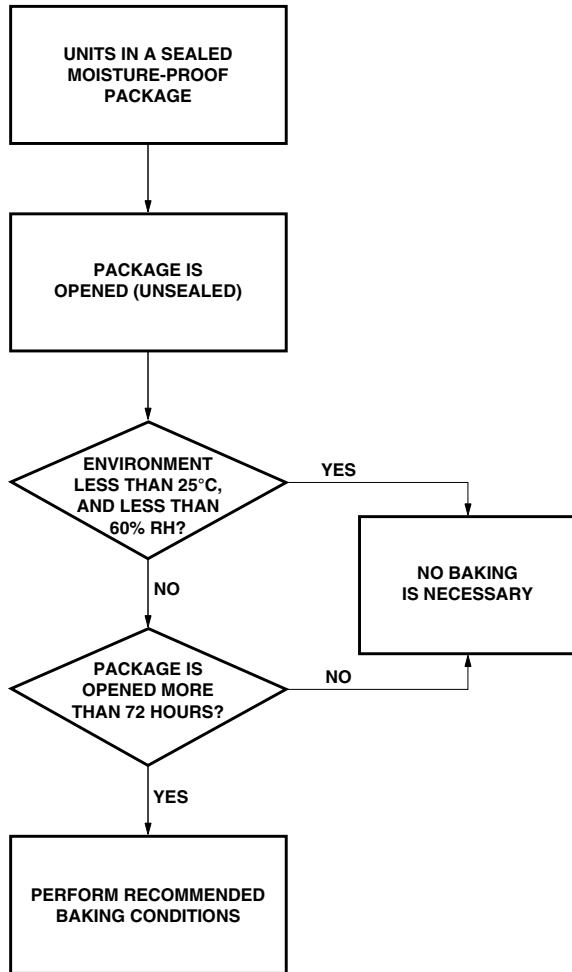 UNITS IN A SEALED
MOISTURE-PROOF
PACKAGE
PACKAGE IS
OPENED (UNSEALED)
ENVIRONMENT
LESS THAN 25°C,
AND LESS THAN
60% RH?
YES
NO BAKING
IS NECESSARY
NO
PACKAGE IS
OPENED MORE
THAN 72 HOURS?
NO
YES
PERFORM RECOMMENDED
BAKING CONDITIONS